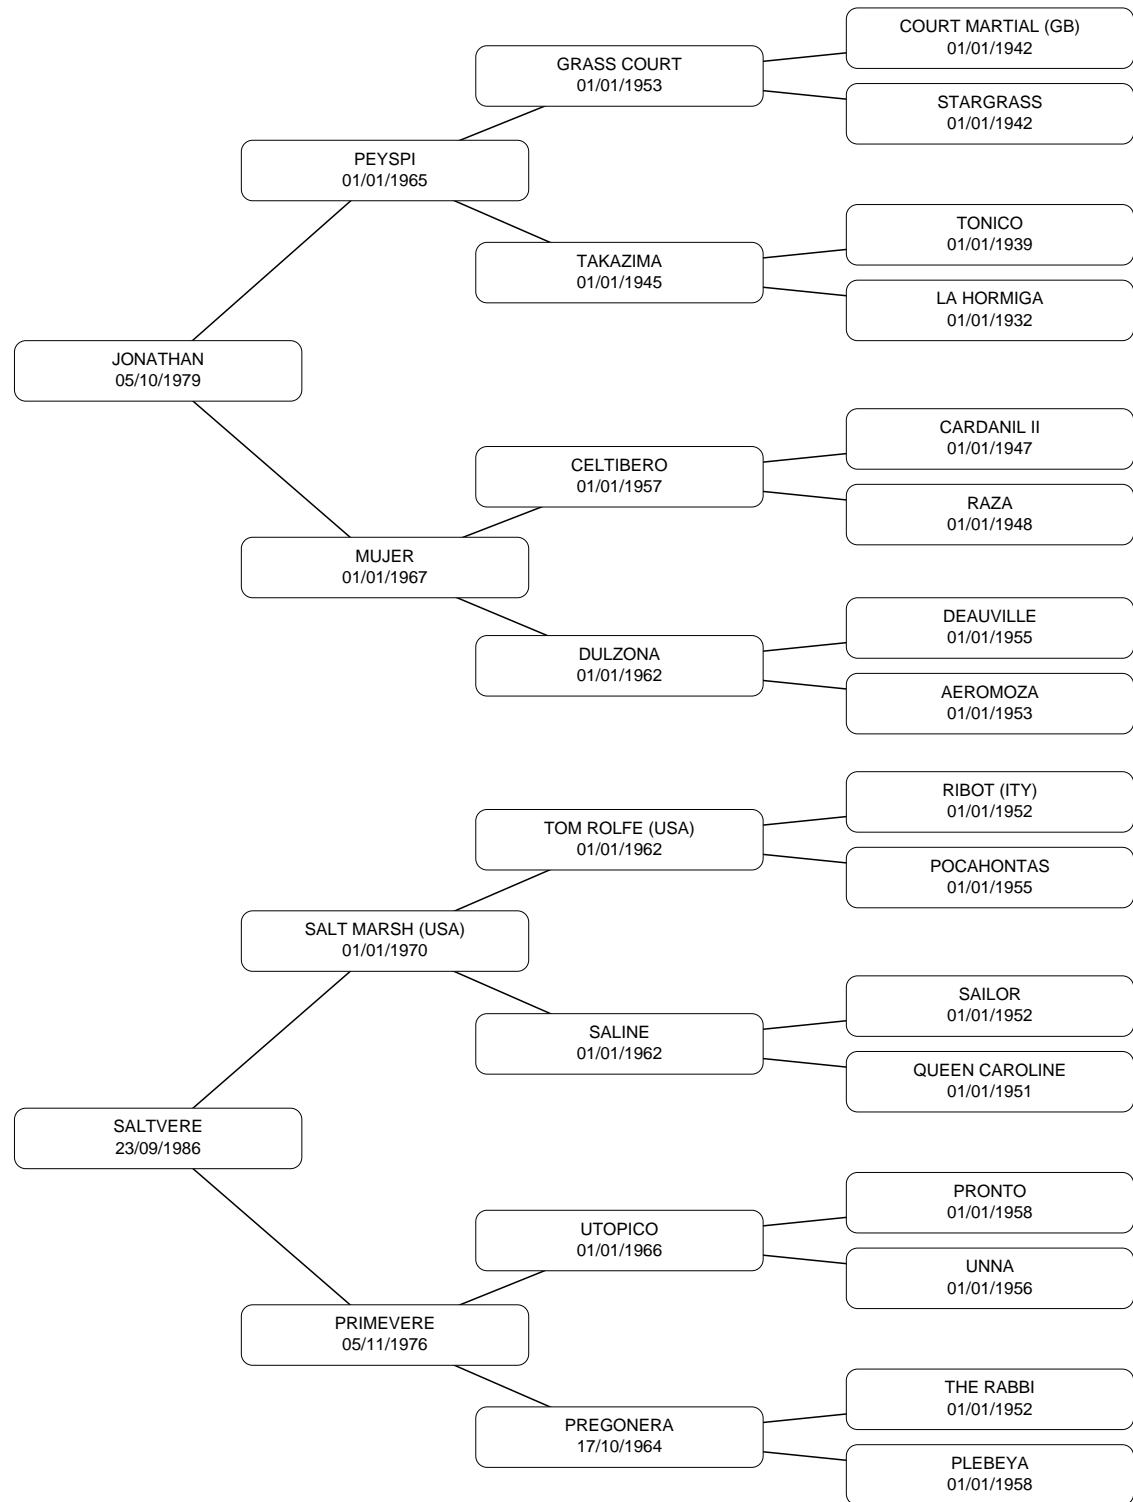 COURT MARTIAL (GB)
01/01/1942
GRASS COURT
01/01/1953
STARGRASS
01/01/1942
PEYSPI
01/01/1965
TONICO
01/01/1939
TAKAZIMA
01/01/1945
LA HORMIGA
01/01/1932
JONATHAN
05/10/1979
CARDANIL II
01/01/1947
CELTIBERO
01/01/1957
RAZA
01/01/1948
MUJER
01/01/1967
DEAUVILLE
01/01/1955
DULZONA
01/01/1962
AEROMOZA
01/01/1953
RIBOT (ITY)
01/01/1952
TOM ROLFE (USA)
01/01/1962
POCAHONTAS
01/01/1955
SALT MARSH (USA)
01/01/1970
SAILOR
01/01/1952
SALINE
01/01/1962
QUEEN CAROLINE
01/01/1951
SALTVERE
23/09/1986
PRONTO
01/01/1958
UTOPICO
01/01/1966
UNNA
01/01/1956
PRIMEVERE
05/11/1976
THE RABBI
01/01/1952
PREGONERA
17/10/1964
PLEBEYA
01/01/1958